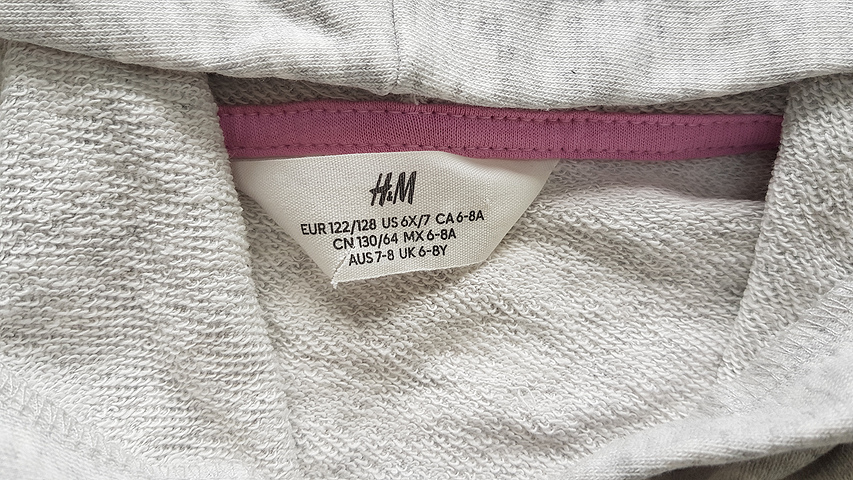 H&M
EUR 122/128 US 6X/7 CA 6-8A
CN 130/64 MX 6-8A
AUS 7-8 UK 6-8Y